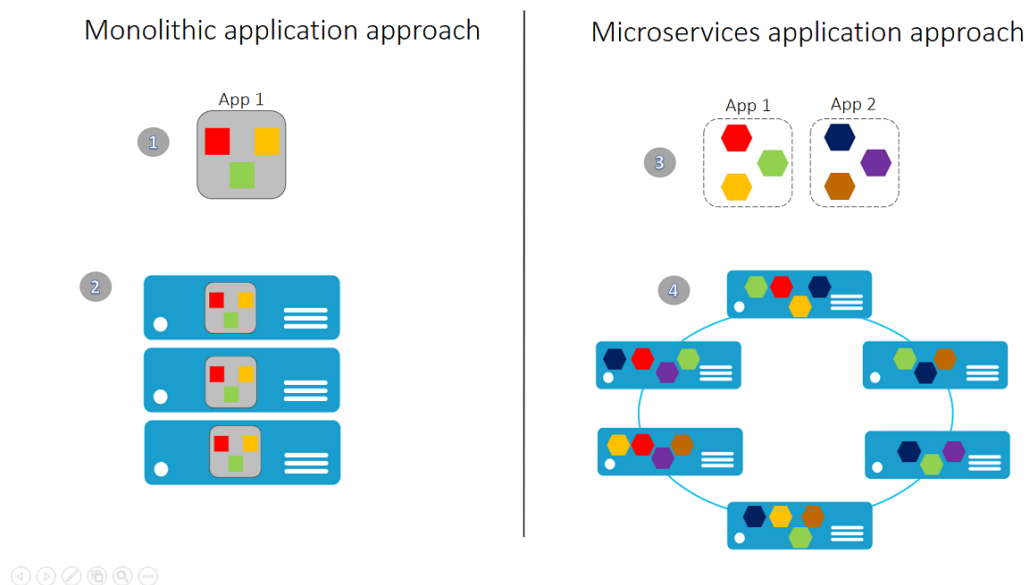 Monolithic application approach
Microservices application approach
App 1
1
2
App 1
App 2
3
4